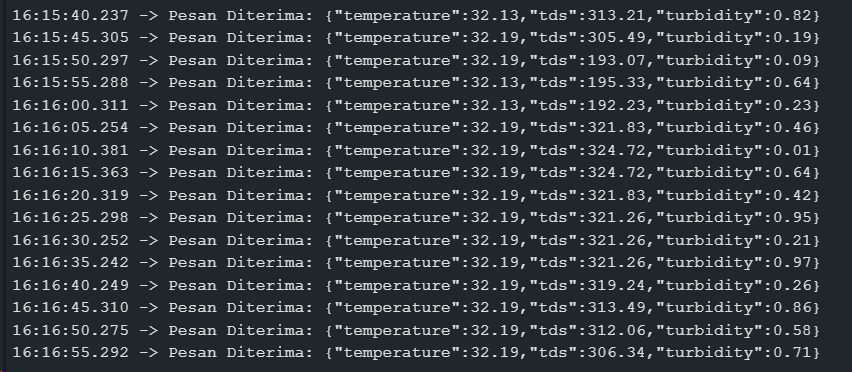 16:15:40.237 -> Pesan Diterima: {"temperature":32.13,"tds":313.21,"turbidity":0.82}
16:15:45.305 -> Pesan Diterima: {"temperature":32.19,"tds":305.49,"turbidity":0.19}
16:15:50.297 -> Pesan Diterima: {"temperature":32.19,"tds":193.07,"turbidity":0.09}
16:15:55.288 -> Pesan Diterima: {"temperature":32.13,"tds":195.33,"turbidity":0.64}
16:16:00.311 -> Pesan Diterima: {"temperature":32.13,"tds":192.23,"turbidity":0.23}
16:16:05.254 -> Pesan Diterima: {"temperature":32.19,"tds":321.83,"turbidity":0.46}
16:16:10.381 -> Pesan Diterima: {"temperature":32.19,"tds":324.72,"turbidity":0.01}
16:16:15.363 -> Pesan Diterima: {"temperature":32.19,"tds":324.72,"turbidity":0.64}
16:16:20.319 -> Pesan Diterima: {"temperature":32.19,"tds":321.83,"turbidity":0.42}
16:16:25.298 -> Pesan Diterima: {"temperature":32.19,"tds":321.26,"turbidity":0.95}
16:16:30.252 -> Pesan Diterima: {"temperature":32.19,"tds":321.26,"turbidity":0.21}
16:16:35.242 -> Pesan Diterima: {"temperature":32.19,"tds":321.26,"turbidity":0.97}
16:16:40.249 -> Pesan Diterima: {"temperature":32.19,"tds":319.24,"turbidity":0.26}
16:16:45.310 -> Pesan Diterima: {"temperature":32.19,"tds":313.49,"turbidity":0.86}
16:16:50.275 -> Pesan Diterima: {"temperature":32.19,"tds":312.06,"turbidity":0.58}
16:16:55.292 -> Pesan Diterima: {"temperature":32.19,"tds":306.34,"turbidity":0.71}